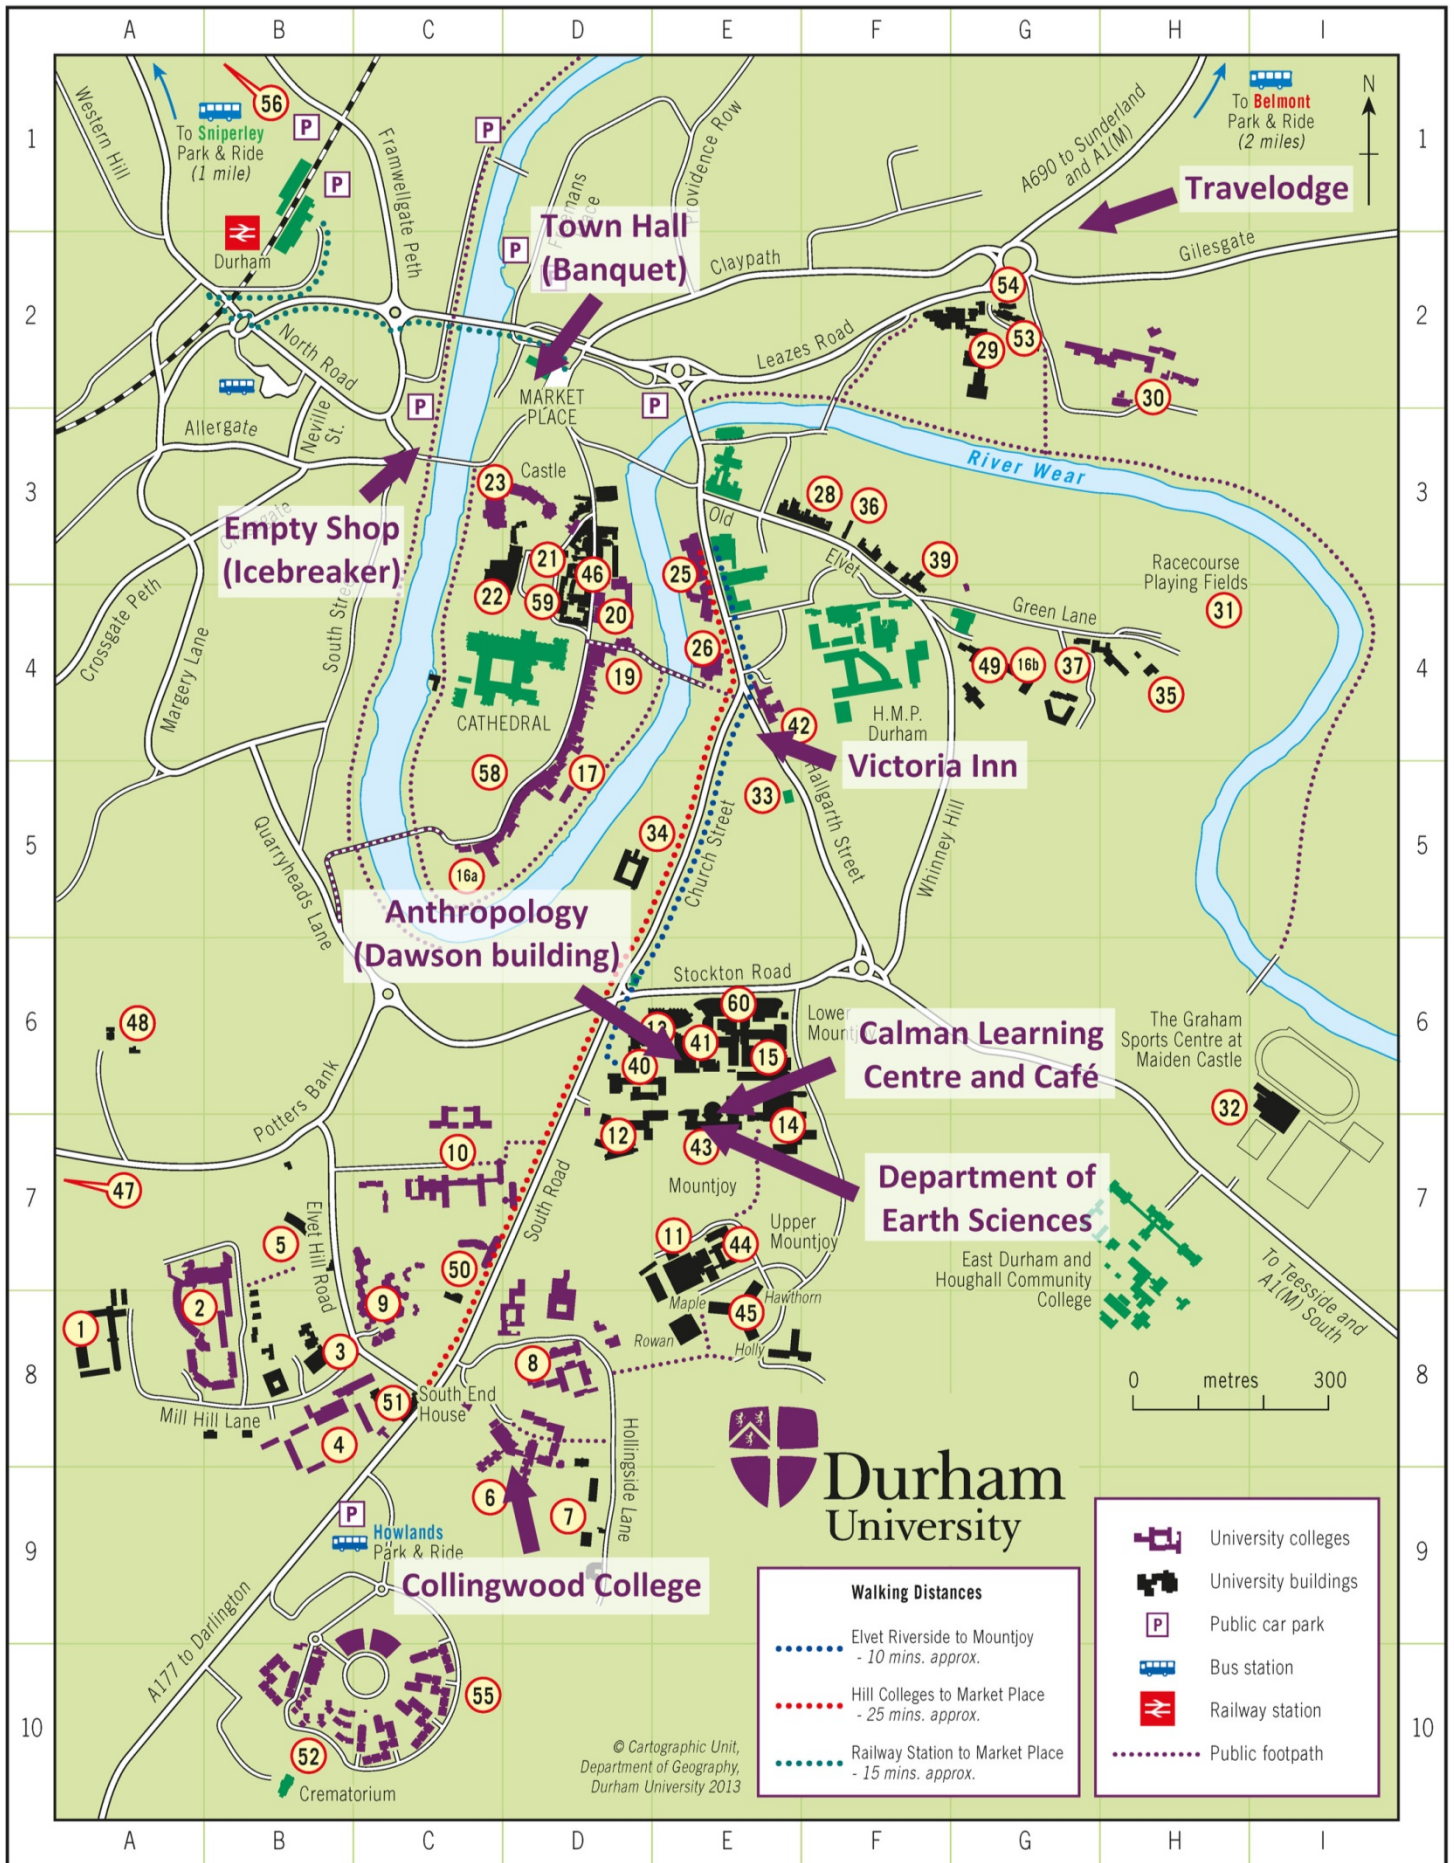 A B C D E F G H I
1
2
3
4
5
6
7
8
9
10
1
2
3
4
5
6
7
8
9
10
A B C D E F G H I
Western Hill
56
To Sniperley
Park & Ride
(1 mile)
P
P
Durham
Framwellgate Peth
P
P
Providence Row
Town Hall
(Banquet)
Claypath
A690 to Sunderland
and A1(M)
To Belmont
Park & Ride
(2 miles)
N
Travelodge
Gilesgate
54
53
29
30
Leazes Road
North Road
Neville
St.
Allergate
P
MARKET
PLACE
P
Castle
23
Empty Shop
(Icebreaker)
Crossgate Peth
Margery Lane
21
46
22
59
20
25
26
19
CATHEDRAL
58
17
16a
Old
Elvet
28
36
39
River Wear
Racecourse
Playing Fields
31
Green Lane
49
16b
37
35
H.M.P.
Durham
42
Victoria Inn
33
Hallgarth Street
Whinney Hill
Church Street
34
Quarryheads Lane
Anthropology
(Dawson building)
Stockton Road
60
13
41
40
15
Lower
Mountjoy
Calman Learning
Centre and Café
12
14
43
Mountjoy
Department of
Earth Sciences
The Graham
Sports Centre at
Maiden Castle
32
48
Potters Bank
47
10
South Road
Elvet Hill Road
5
2
1
9
50
3
11
44
Upper
Mountjoy
Maple
Hawthorn
45
Rowan
Holly
East Durham and
Houghall Community
College
To Teesside and
A1(M) South
8
51
South End
House
Mill Hill Lane
4
6
7
Hollingside Lane
P
Howlands
Park & Ride
Collingwood College
A177 to Darlington
55
52
Crematorium
0 metres 300
Durham
University
© Cartographic Unit,
Department of Geography,
Durham University 2013
Walking Distances
Elvet Riverside to Mountjoy
- 10 mins. approx.
Hill Colleges to Market Place
- 25 mins. approx.
Railway Station to Market Place
- 15 mins. approx.
University colleges
University buildings
P
Public car park
Bus station
Railway station
Public footpath